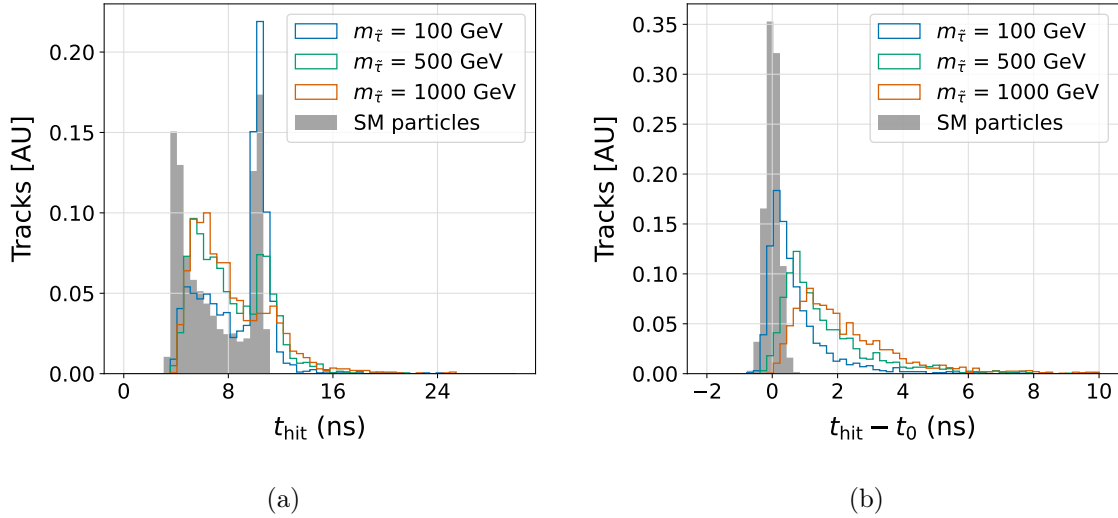 0.20
0.15
0.10
0.05
0.00
Tracks [AU]
0 8 16 24
t_hit (ns)
m_τ̃ = 100 GeV
m_τ̃ = 500 GeV
m_τ̃ = 1000 GeV
SM particles
(a)
0.35
0.30
0.25
0.20
0.15
0.10
0.05
0.00
Tracks [AU]
−2 0 2 4 6 8 10
t_hit − t_0 (ns)
m_τ̃ = 100 GeV
m_τ̃ = 500 GeV
m_τ̃ = 1000 GeV
SM particles
(b)